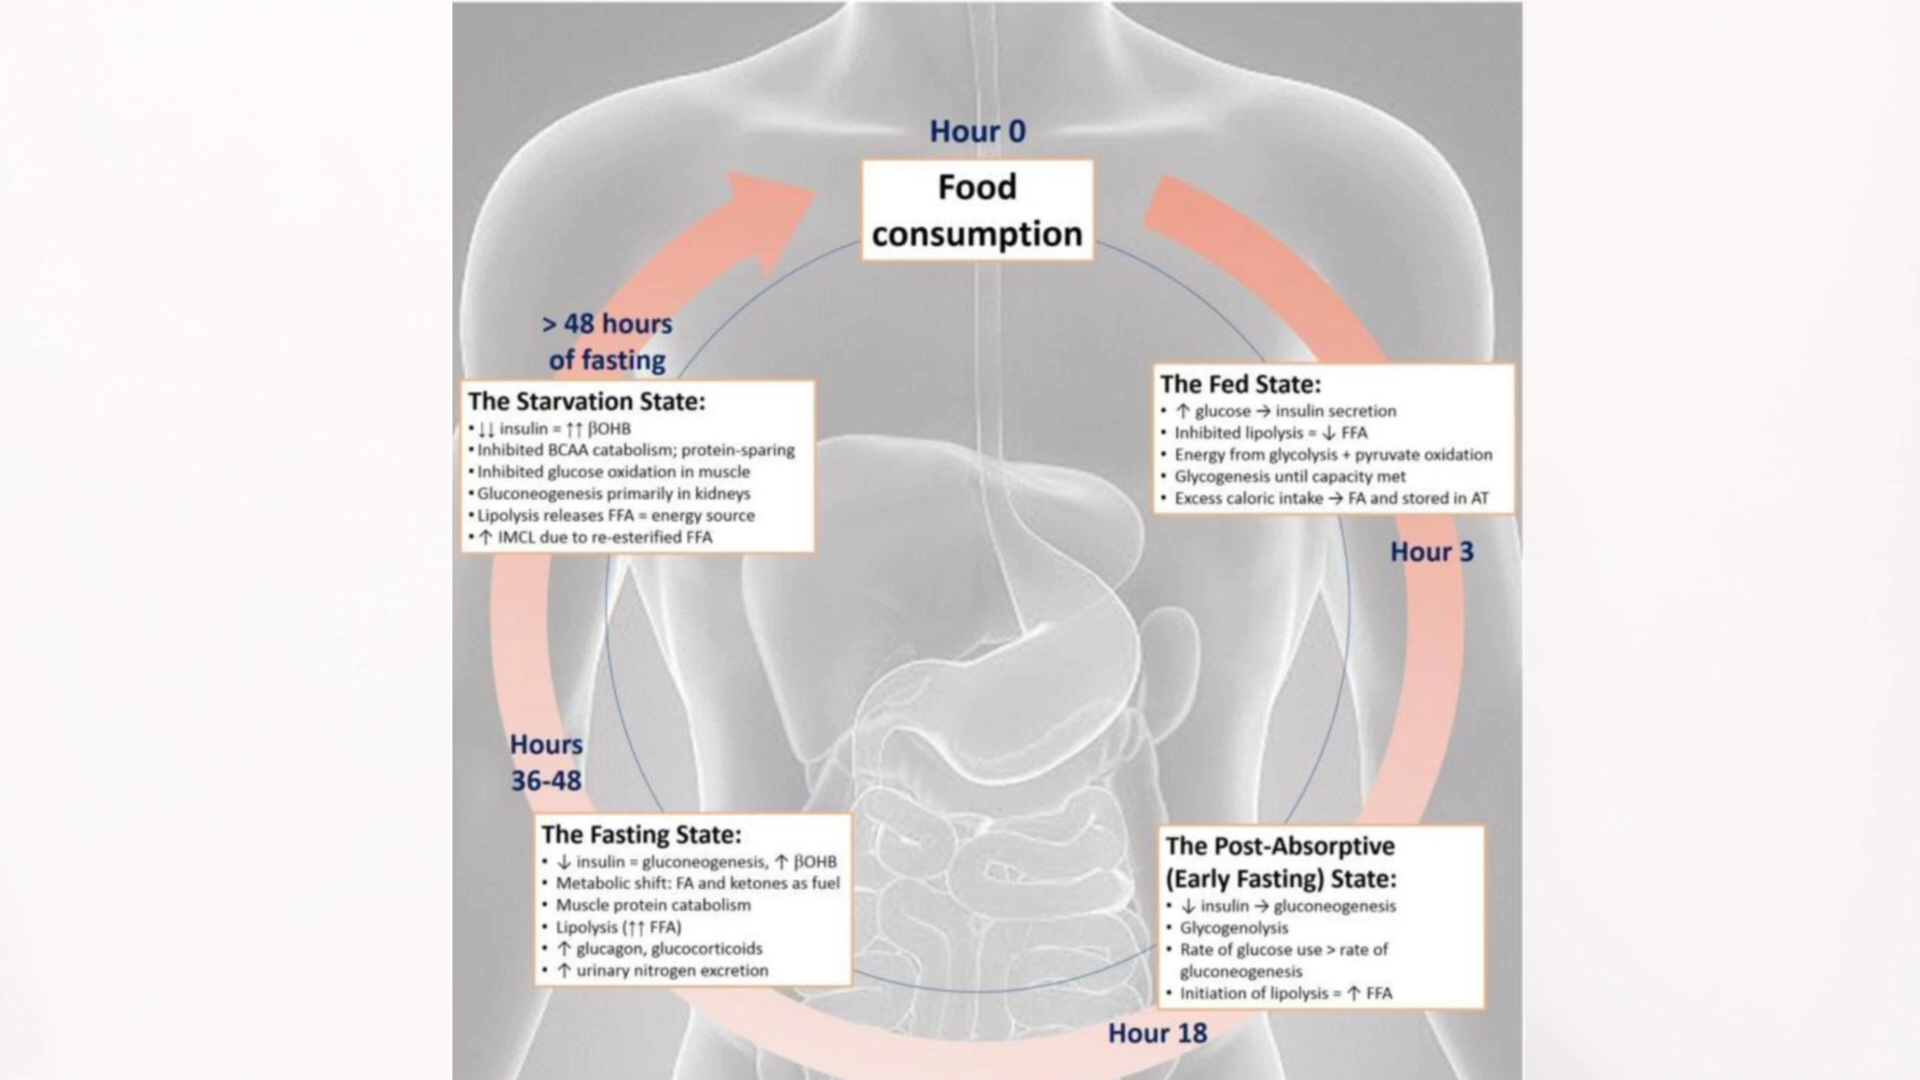 Hour 0
Food
consumption
The Fed State:
• ↑ glucose → insulin secretion
• Inhibited lipolysis = ↓ FFA
• Energy from glycolysis + pyruvate oxidation
• Glycogenesis until capacity met
• Excess caloric intake → FA and stored in AT
Hour 3
The Post-Absorptive
(Early Fasting) State:
• ↓ insulin → gluconeogenesis
• Glycogenolysis
• Rate of glucose use > rate of
gluconeogenesis
• Initiation of lipolysis = ↑ FFA
Hour 18
Hours
36-48
The Fasting State:
• ↓ insulin = gluconeogenesis, ↑ βOHB
• Metabolic shift: FA and ketones as fuel
• Muscle protein catabolism
• Lipolysis (↑↑ FFA)
• ↑ glucagon, glucocorticoids
• ↑ urinary nitrogen excretion
> 48 hours
of fasting
The Starvation State:
• ↓↓ insulin = ↑↑ βOHB
• Inhibited BCAA catabolism; protein-sparing
• Inhibited glucose oxidation in muscle
• Gluconeogenesis primarily in kidneys
• Lipolysis releases FFA = energy source
• ↑ IMCL due to re-esterified FFA